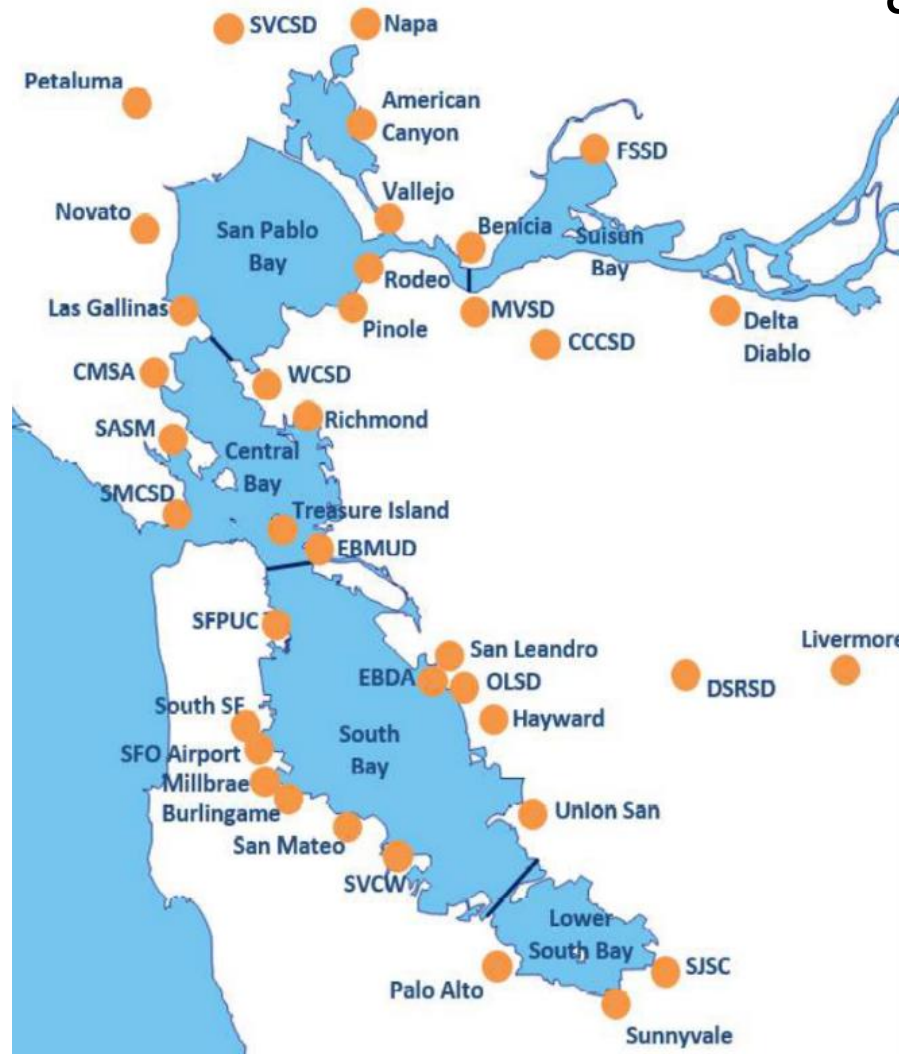 SVCSD
Napa
Petaluma
American
Canyon
FSSD
Vallejo
Novato
Benicia
San Pablo
Bay
Suisun
Bay
Rodeo
Las Gallinas
Pinole
MVSD
Delta
Diablo
CCCSD
CMSA
WCSD
Richmond
SASM
Central
Bay
SMCSD
Treasure Island
EBMUD
SFPUC
San Leandro
Livermore
EBDA
OLSD
DSRSD
South SF
Hayward
South
Bay
SFO Airport
Millbrae
Burlingame
Union San
San Mateo
SVCW
Lower
South Bay
SJSC
Palo Alto
Sunnyvale